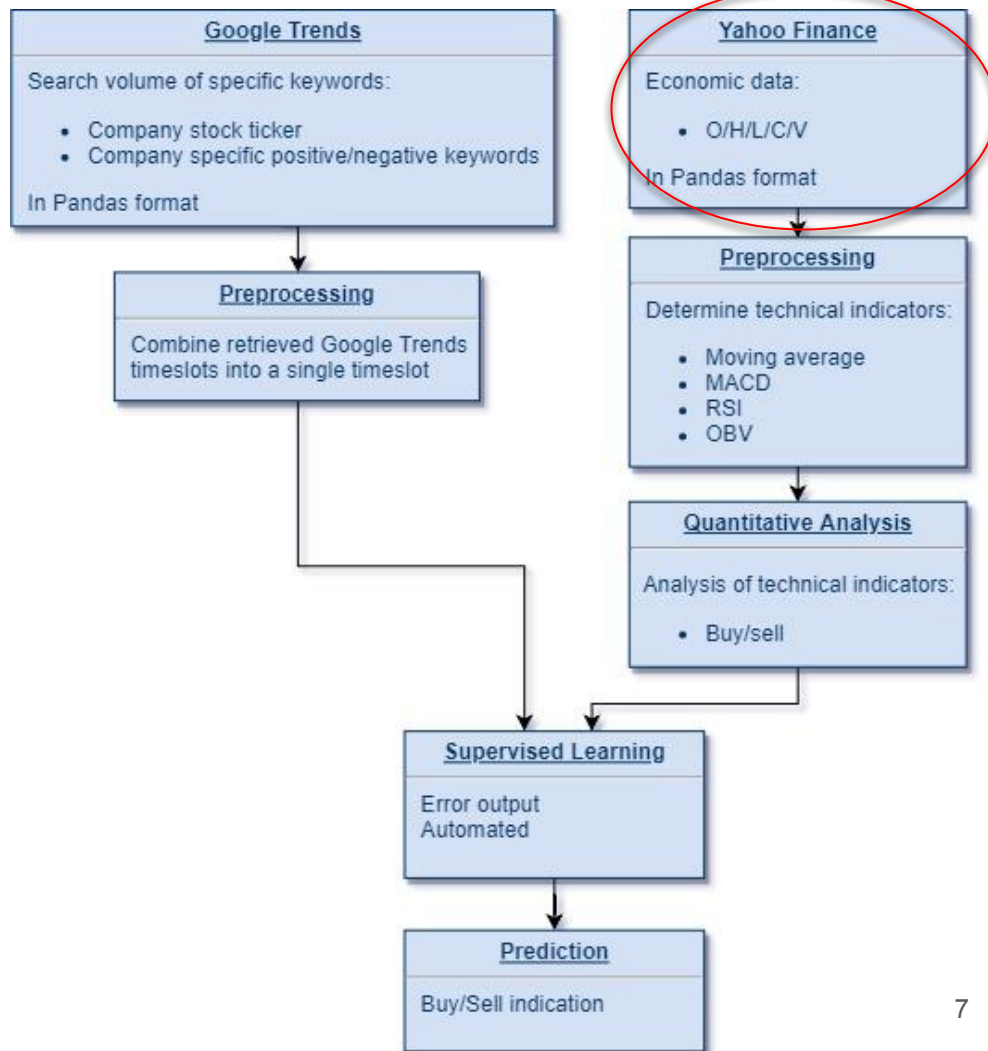 Google Trends
Search volume of specific keywords:
• Company stock ticker
• Company specific positive/negative keywords
In Pandas format
Yahoo Finance
Economic data:
• O/H/L/C/V
In Pandas format
Preprocessing
Combine retrieved Google Trends
timeslots into a single timeslot
Preprocessing
Determine technical indicators:
• Moving average
• MACD
• RSI
• OBV
Quantitative Analysis
Analysis of technical indicators:
• Buy/sell
Supervised Learning
Error output
Automated
Prediction
Buy/Sell indication
7